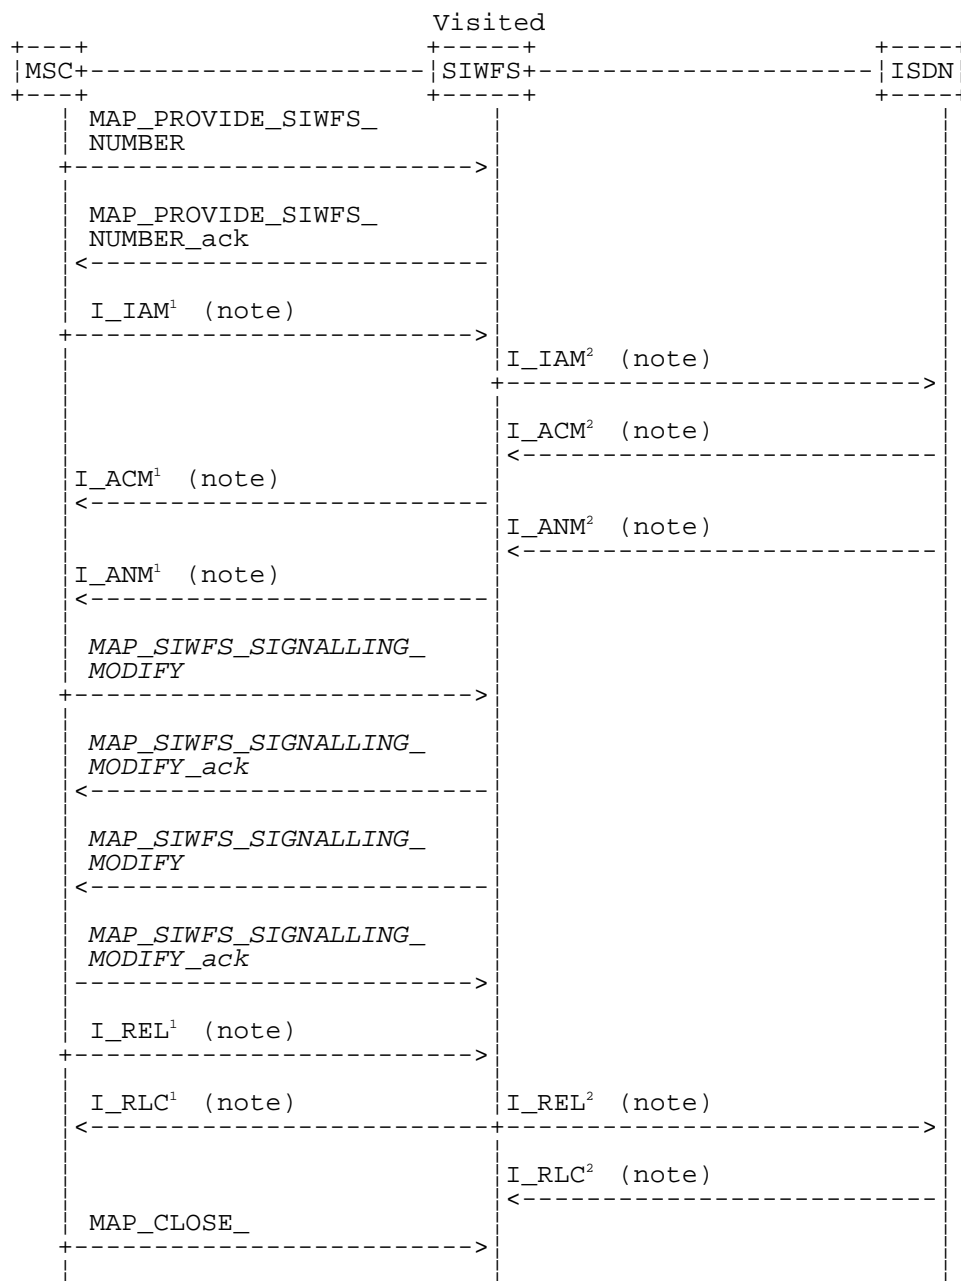 Visited
MSC SIWFS ISDN
MAP_PROVIDE_SIWFS_
NUMBER
MAP_PROVIDE_SIWFS_
NUMBER_ack
I_IAM¹ (note)
I_IAM² (note)
I_ACM² (note)
I_ACM¹ (note)
I_ANM² (note)
I_ANM¹ (note)
MAP_SIWFS_SIGNALLING_
MODIFY
MAP_SIWFS_SIGNALLING_
MODIFY_ack
MAP_SIWFS_SIGNALLING_
MODIFY
MAP_SIWFS_SIGNALLING_
MODIFY_ack
I_REL¹ (note)
I_RLC¹ (note) I_REL² (note)
I_RLC² (note)
MAP_CLOSE_